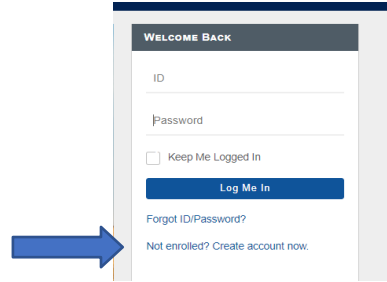 Welcome Back
ID
Password
Keep Me Logged In
Log Me In
Forgot ID/Password?
Not enrolled? Create account now.